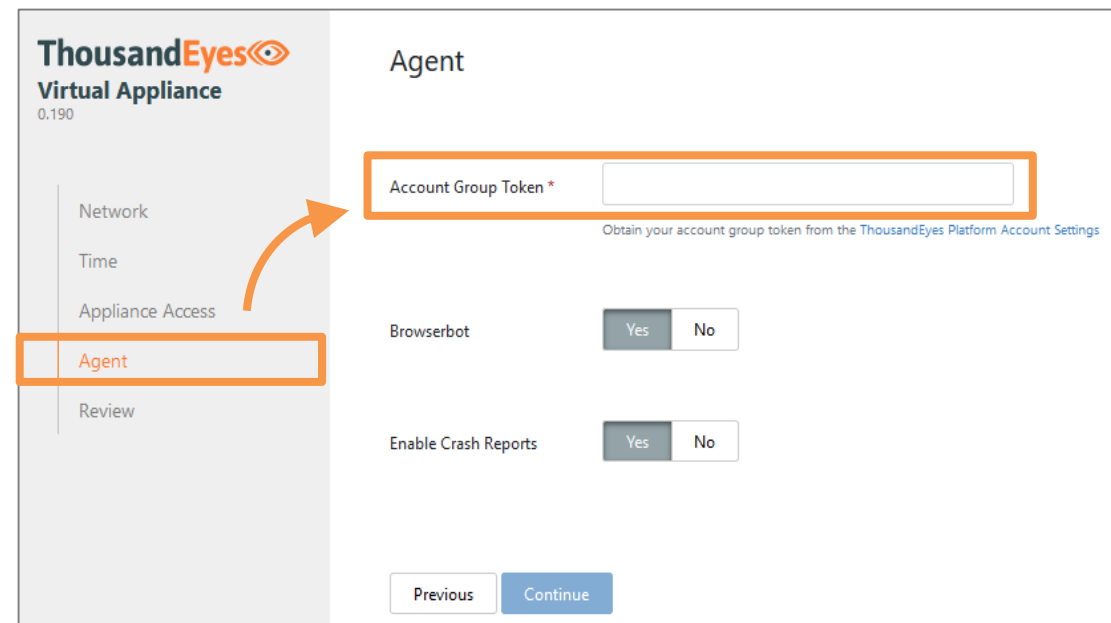 ThousandEyes
Virtual Appliance
0.190
Network
Time
Appliance Access
Agent
Review
Agent
Account Group Token *
Obtain your account group token from the ThousandEyes Platform Account Settings
Browserbot
Yes No
Enable Crash Reports
Yes No
Previous Continue